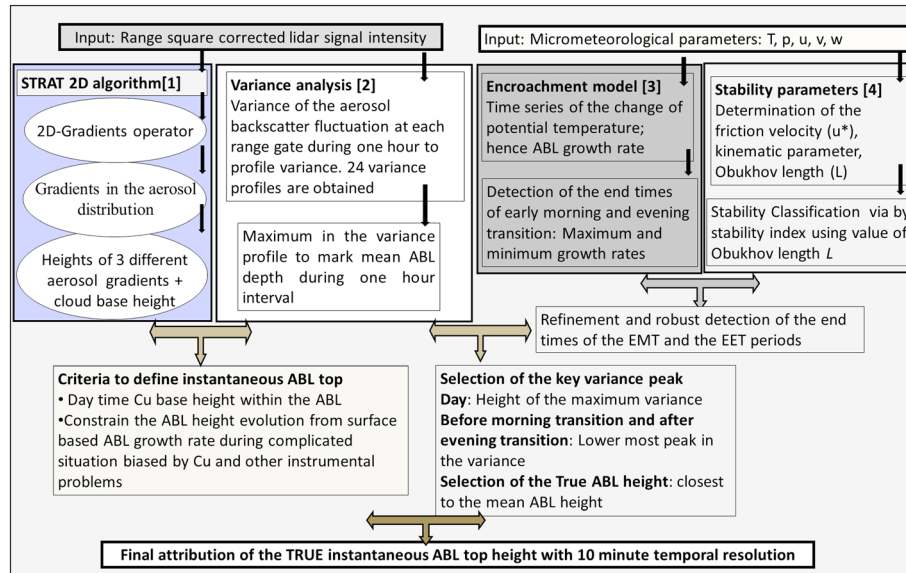 Input: Range square corrected lidar signal intensity
Input: Micrometeorological parameters: T, p, u, v, w
STRAT 2D algorithm[1]
2D-Gradients operator
Gradients in the aerosol
distribution
Heights of 3 different
aerosol gradients +
cloud base height
Variance analysis [2]
Variance of the aerosol
backscatter fluctuation at each
range gate during one hour to
profile variance. 24 variance
profiles are obtained
Maximum in the variance
profile to mark mean ABL
depth during one hour
interval
Encroachment model [3]
Time series of the change of
potential temperature;
hence ABL growth rate
Detection of the end times
of early morning and evening
transition: Maximum and
minimum growth rates
Stability parameters [4]
Determination of the
friction velocity (u*),
kinematic parameter,
Obukhov length (L)
Stability Classification via by
stability index using value of
Obukhov length L
Refinement and robust detection of the end
times of the EMT and the EET periods
Criteria to define instantaneous ABL top
• Day time Cu base height within the ABL
•Constrain the ABL height evolution from surface
based ABL growth rate during complicated
situation biased by Cu and other instrumental
problems
Selection of the key variance peak
Day: Height of the maximum variance
Before morning transition and after
evening transition: Lower most peak in
the variance
Selection of the True ABL height: closest
to the mean ABL height
Final attribution of the TRUE instantaneous ABL top height with 10 minute temporal resolution